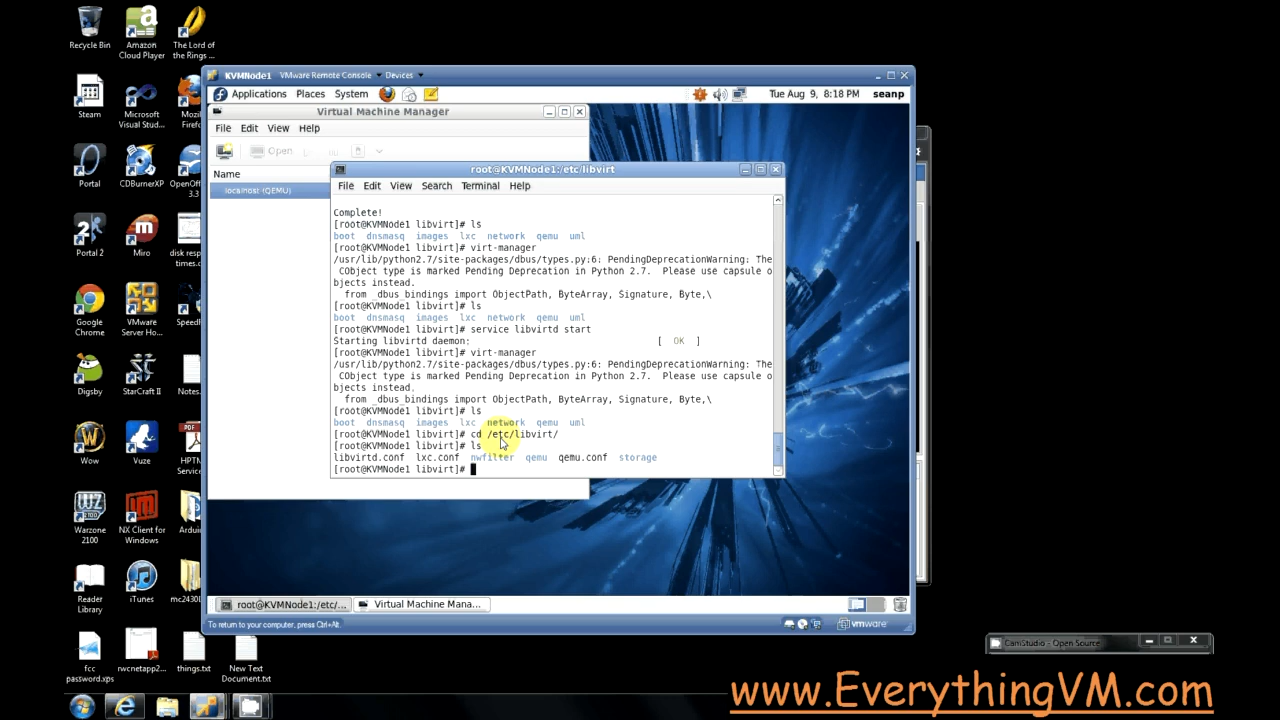 Recycle Bin
Amazon Cloud Player
The Lord of the Rings ...
Steam
Microsoft Visual Stud...
Mozil
Firefo
Portal
CDBurnerXP
OpenOff
3.3
Portal 2
Miro
disk resp
times.c
Google Chrome
VMware Server Ho...
SpeedF
Digsby
StarCraft II
Notes.
Wow
Vuze
HPTN
Service
Warzone 2100
NX Client for Windows
Arduin
Reader Library
iTunes
mc2430l
fcc password.xps
nwcnetapp2...
things.txt
New Text Document.txt
KVMNode1 VMware Remote Console Devices
Applications Places System
Tue Aug 9, 8:18 PM seanp
Virtual Machine Manager
File Edit View Help
Open
Name
localhost (QEMU)
root@KVMNode1:/etc/libvirt
File Edit View Search Terminal Help
Complete!
[root@KVMNode1 libvirt]# ls
boot dnsmasq images lxc network qemu uml
[root@KVMNode1 libvirt]# virt-manager
/usr/lib/python2.7/site-packages/dbus/types.py:6: PendingDeprecationWarning: The
CObject type is marked Pending Deprecation in Python 2.7. Please use capsule o
bjects instead.
from _dbus_bindings import ObjectPath, ByteArray, Signature, Byte,\
[root@KVMNode1 libvirt]# ls
boot dnsmasq images lxc network qemu uml
[root@KVMNode1 libvirt]# service libvirtd start
Starting libvirtd daemon: [ OK ]
[root@KVMNode1 libvirt]# virt-manager
/usr/lib/python2.7/site-packages/dbus/types.py:6: PendingDeprecationWarning: The
CObject type is marked Pending Deprecation in Python 2.7. Please use capsule o
bjects instead.
from _dbus_bindings import ObjectPath, ByteArray, Signature, Byte,\
[root@KVMNode1 libvirt]# ls
boot dnsmasq images lxc network qemu uml
[root@KVMNode1 libvirt]# cd /etc/libvirt/
[root@KVMNode1 libvirt]# ls
libvirtd.conf lxc.conf nwfilter qemu qemu.conf storage
[root@KVMNode1 libvirt]#
root@KVMNode1:/etc/...
Virtual Machine Mana...
To return to your computer, press Ctrl+Alt.
vmware
CamStudio - Open Source
www.EverythingVM.com